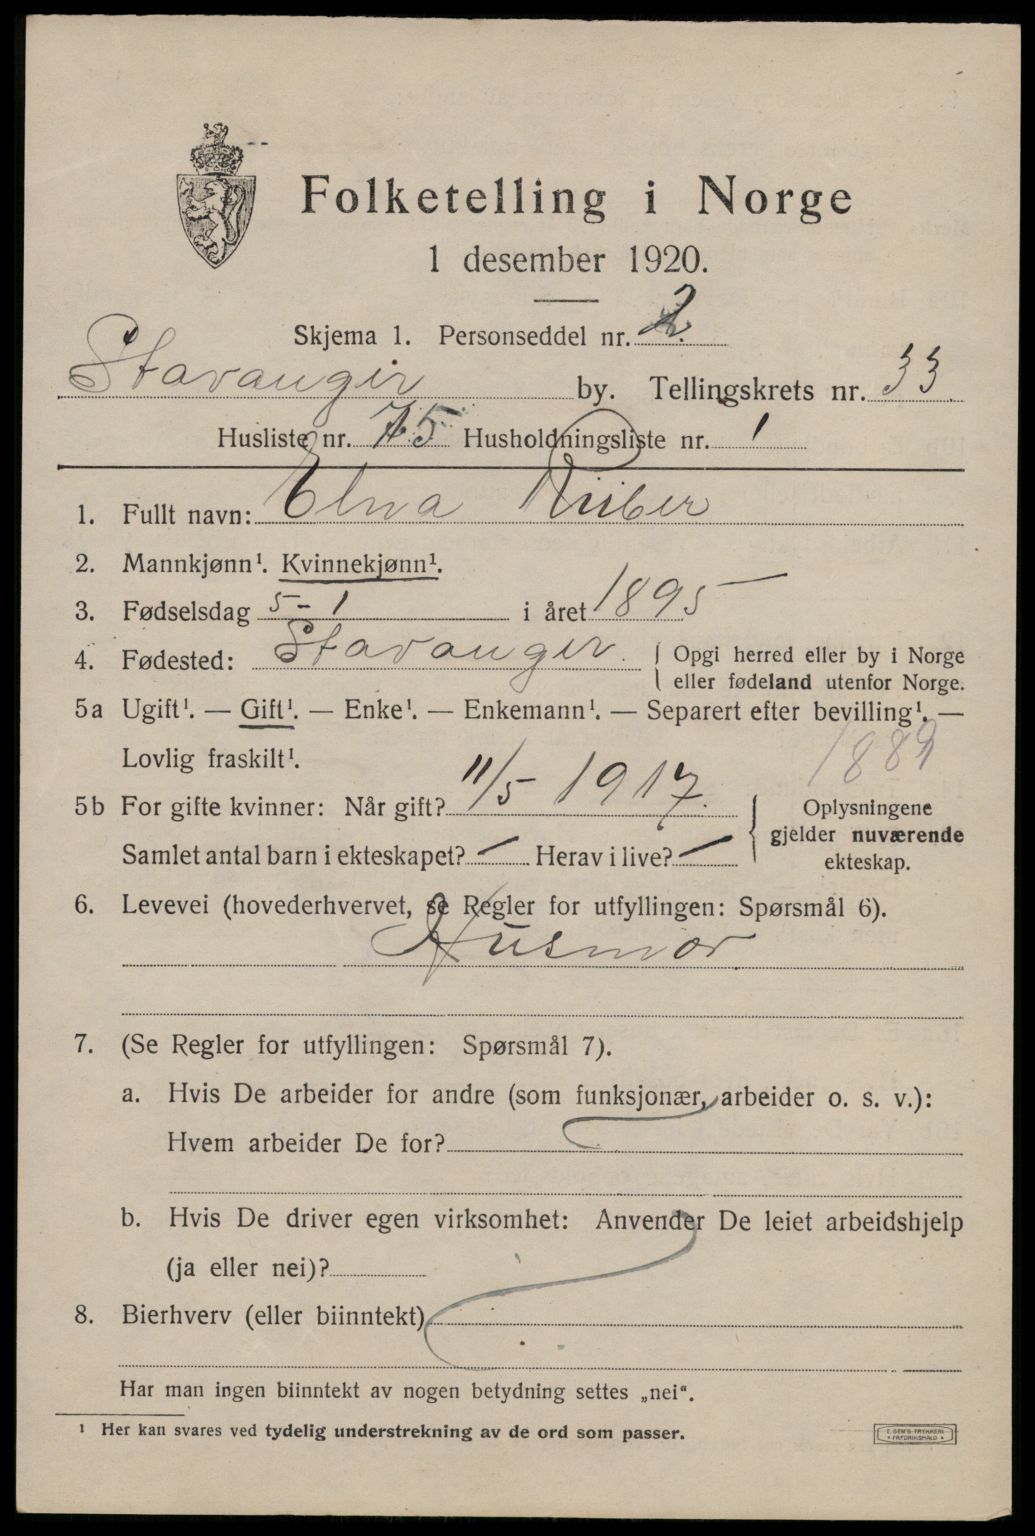 Folketelling i Norge
1 desember 1920.
Skjema 1. Personseddel nr. 2.
Stavanger by. Tellingskrets nr. 33.
Husliste nr. 75 Husholdningsliste nr. 1
1. Fullt navn: Elna
2. Mannkjønn¹. Kvinnekjønn¹.
3. Fødselsdag 5-1 i året 1895
4. Fødested: Stavanger. { Opgi herred eller by i Norge
eller fødeland utenfor Norge.
5a Ugift¹. — Gift¹. — Enke¹. — Enkemann¹. — Separert efter bevilling¹. —
Lovlig fraskilt¹. 1889
5b For gifte kvinner: Når gift? 11/5 1917. { Oplysningene
gjelder nuværende
Samlet antal barn i ekteskapet? — Herav i live? — ekteskap.
6. Levevei (hovederhvervet, se Regler for utfyllingen: Spørsmål 6).
Husmor
7. (Se Regler for utfyllingen: Spørsmål 7).
a. Hvis De arbeider for andre (som funksjonær, arbeider o. s. v.):
Hvem arbeider De for?
b. Hvis De driver egen virksomhet: Anvender De leiet arbeidshjelp
(ja eller nei)?
8. Bierhverv (eller biinntekt)
Har man ingen biinntekt av nogen betydning settes „nei“.
¹ Her kan svares ved tydelig understrekning av de ord som passer.
E. SEM'S TRYKKERI
* FREDRIKSHALD *